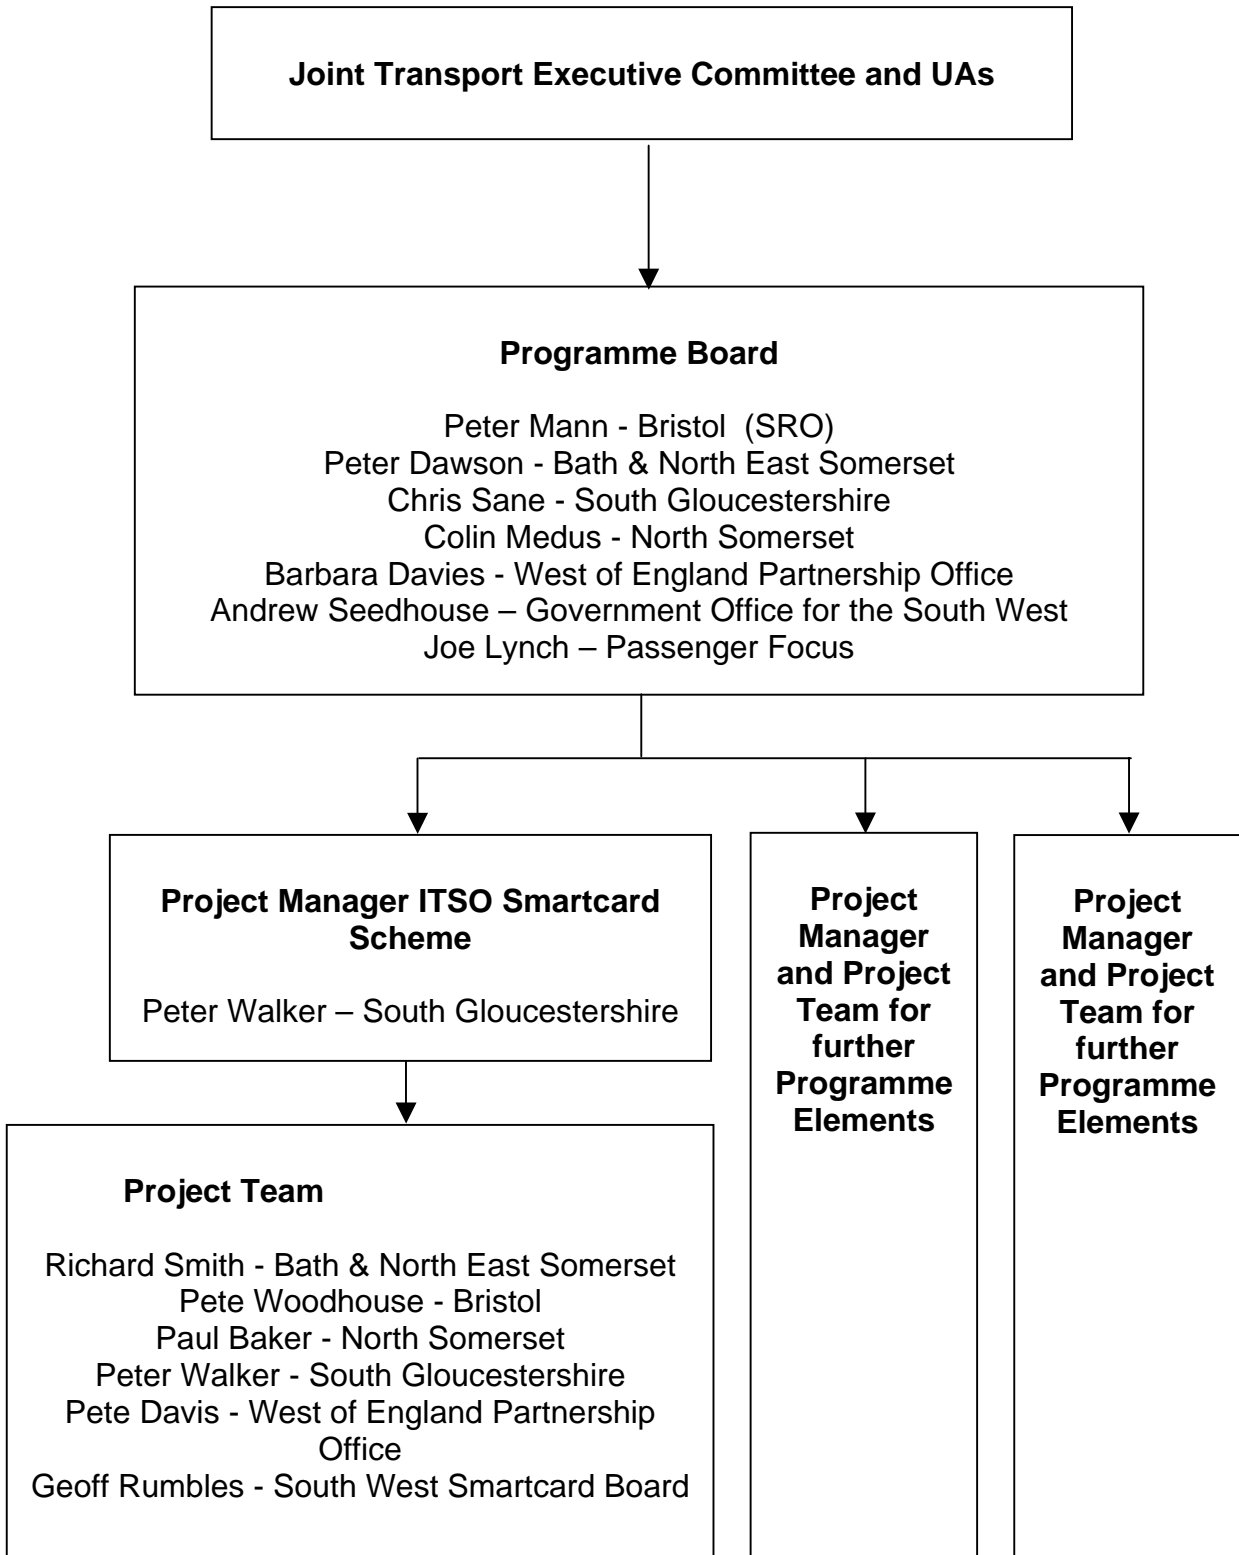 Joint Transport Executive Committee and UAs
Programme Board
Peter Mann - Bristol  (SRO)
Peter Dawson - Bath & North East Somerset
Chris Sane - South Gloucestershire
Colin Medus - North Somerset
Barbara Davies - West of England Partnership Office
Andrew Seedhouse – Government Office for the South West
Joe Lynch – Passenger Focus
Project Manager ITSO Smartcard
Scheme
Peter Walker – South Gloucestershire
Project Team
Richard Smith - Bath & North East Somerset
Pete Woodhouse - Bristol
Paul Baker - North Somerset
Peter Walker - South Gloucestershire
Pete Davis - West of England Partnership
Office
Geoff Rumbles - South West Smartcard Board
Project
Manager
and Project
Team for
further
Programme
Elements
Project
Manager
and Project
Team for
further
Programme
Elements